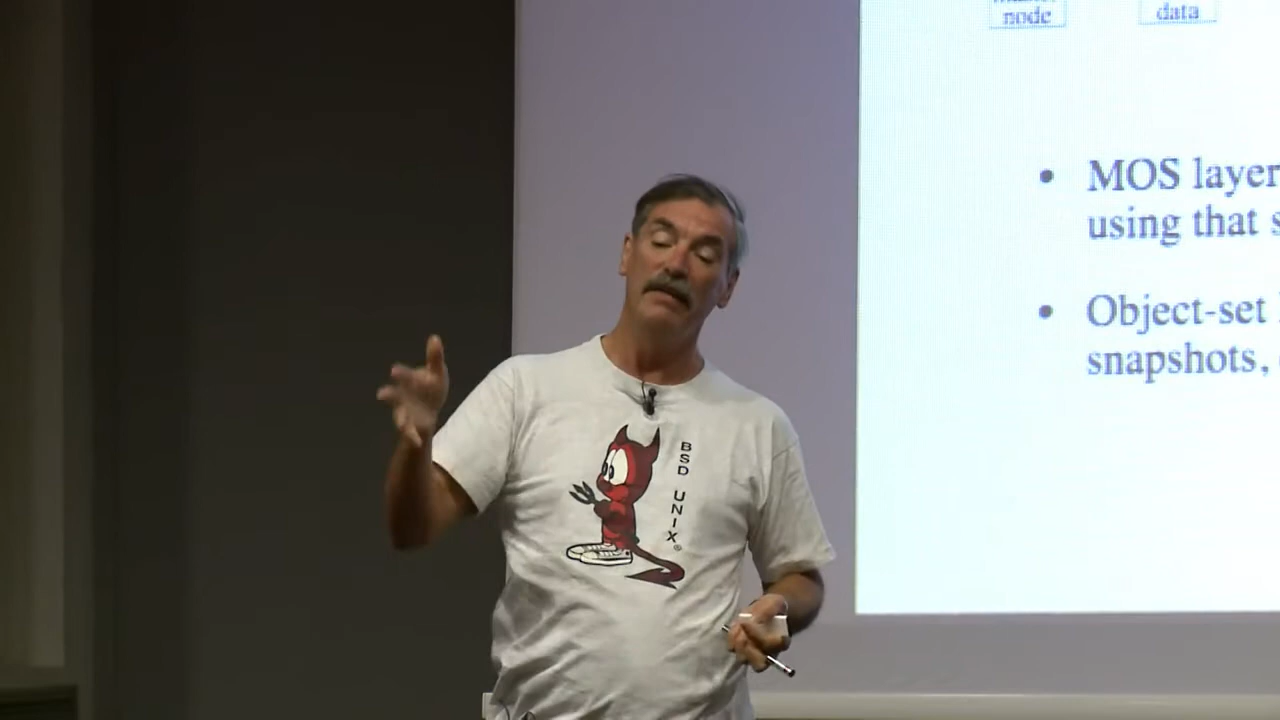 node
data
• MOS layer
using that s
• Object-set
snapshots,
BSD UNIX®